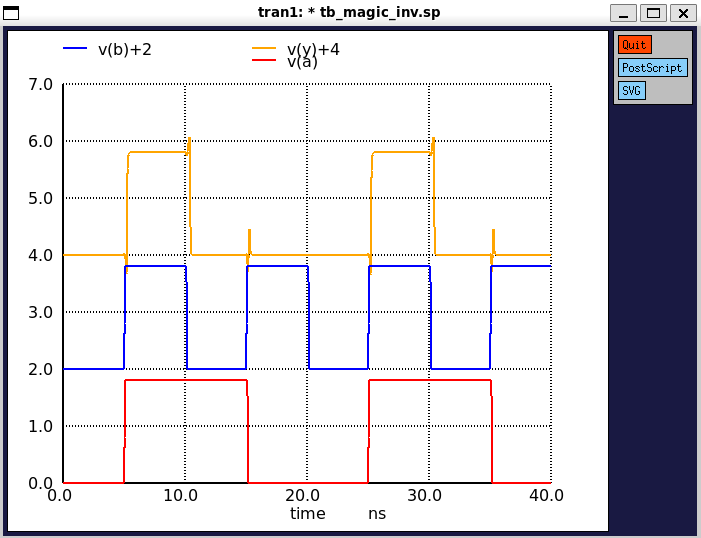 tran1: * tb_magic_inv.sp
v(b)+2
v(y)+4
v(a)
Quit
PostScript
SVG
7.0
6.0
5.0
4.0
3.0
2.0
1.0
0.0
0.0 10.0 20.0 30.0 40.0
time ns